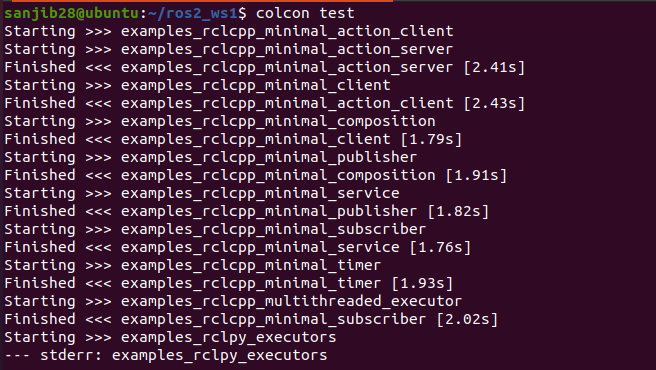 sanjib28@ubuntu:~/ros2_ws1$ colcon test
Starting >>> examples_rclcpp_minimal_action_client
Starting >>> examples_rclcpp_minimal_action_server
Finished <<< examples_rclcpp_minimal_action_server [2.41s]
Starting >>> examples_rclcpp_minimal_client
Finished <<< examples_rclcpp_minimal_action_client [2.43s]
Starting >>> examples_rclcpp_minimal_composition
Finished <<< examples_rclcpp_minimal_client [1.79s]
Starting >>> examples_rclcpp_minimal_publisher
Finished <<< examples_rclcpp_minimal_composition [1.91s]
Starting >>> examples_rclcpp_minimal_service
Finished <<< examples_rclcpp_minimal_publisher [1.82s]
Starting >>> examples_rclcpp_minimal_subscriber
Finished <<< examples_rclcpp_minimal_service [1.76s]
Starting >>> examples_rclcpp_minimal_timer
Finished <<< examples_rclcpp_minimal_timer [1.93s]
Starting >>> examples_rclcpp_multithreaded_executor
Finished <<< examples_rclcpp_minimal_subscriber [2.02s]
Starting >>> examples_rclpy_executors
--- stderr: examples_rclpy_executors